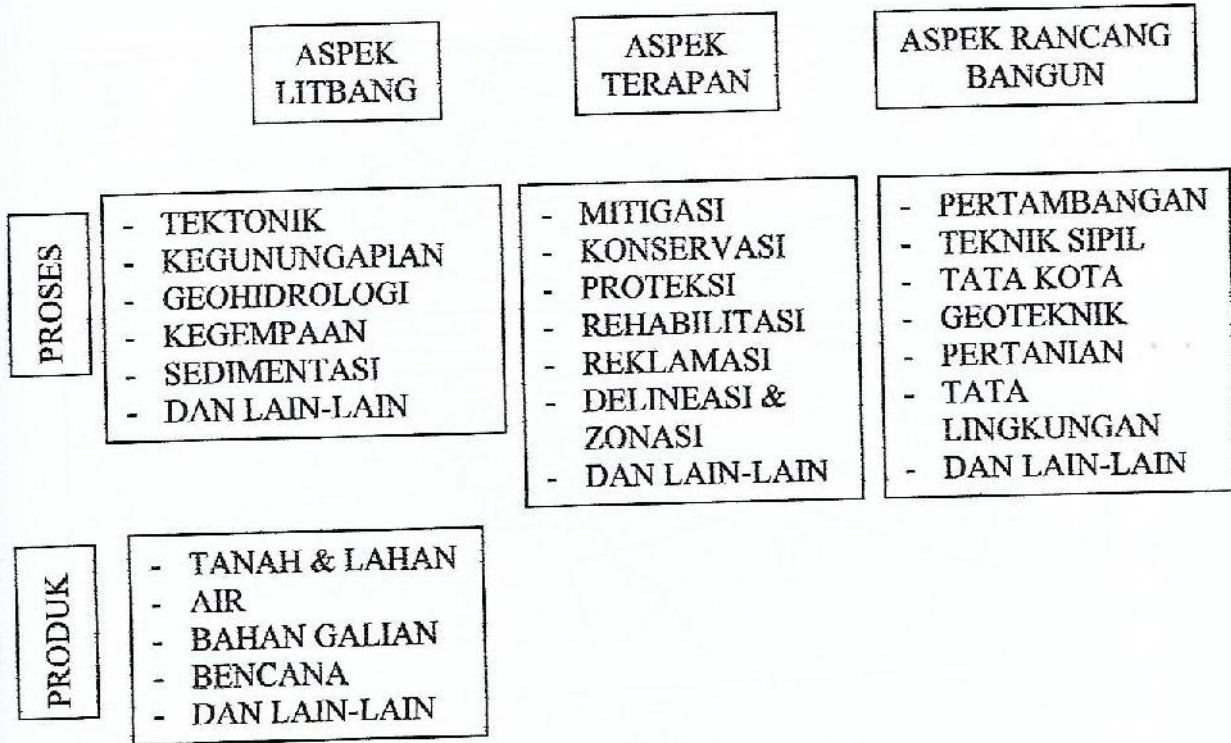 ASPEK
LITBANG
ASPEK
TERAPAN
ASPEK RANCANG
BANGUN
PROSES
- TEKTONIK
- KEGUNUNGAPIAN
- GEOHIDROLOGI
- KEGEMPAAN
- SEDIMENTASI
- DAN LAIN-LAIN
- MITIGASI
- KONSERVASI
- PROTEKSI
- REHABILITASI
- REKLAMASI
- DELINEASI &
ZONASI
- DAN LAIN-LAIN
- PERTAMBANGAN
- TEKNIK SIPIL
- TATA KOTA
- GEOTEKNIK
- PERTANIAN
- TATA
LINGKUNGAN
- DAN LAIN-LAIN
PRODUK
- TANAH & LAHAN
- AIR
- BAHAN GALIAN
- BENCANA
- DAN LAIN-LAIN